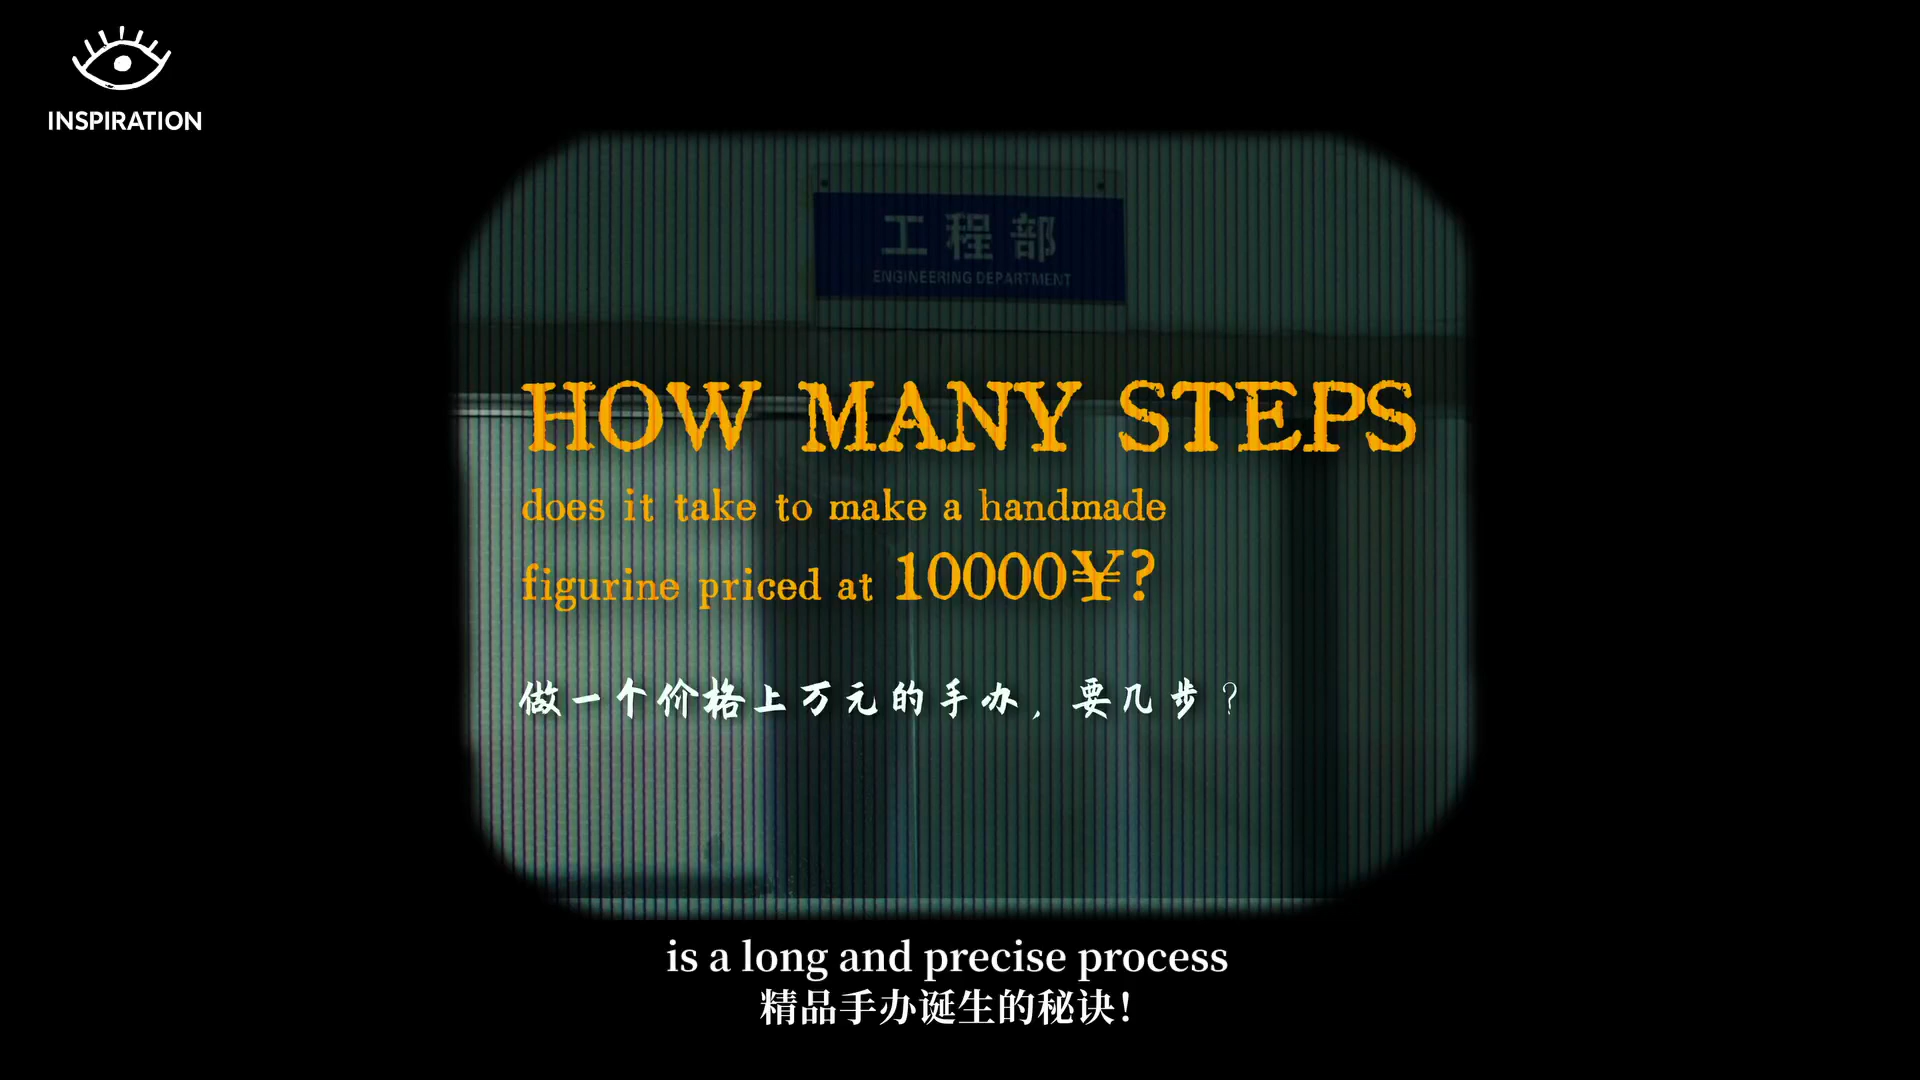 INSPIRATION
工程部
ENGINEERING DEPARTMENT
HOW MANY STEPS
does it take to make a handmade
figurine priced at 10000¥?
做一个价格上万元的手办，要几步？
is a long and precise process
精品手办诞生的秘诀！